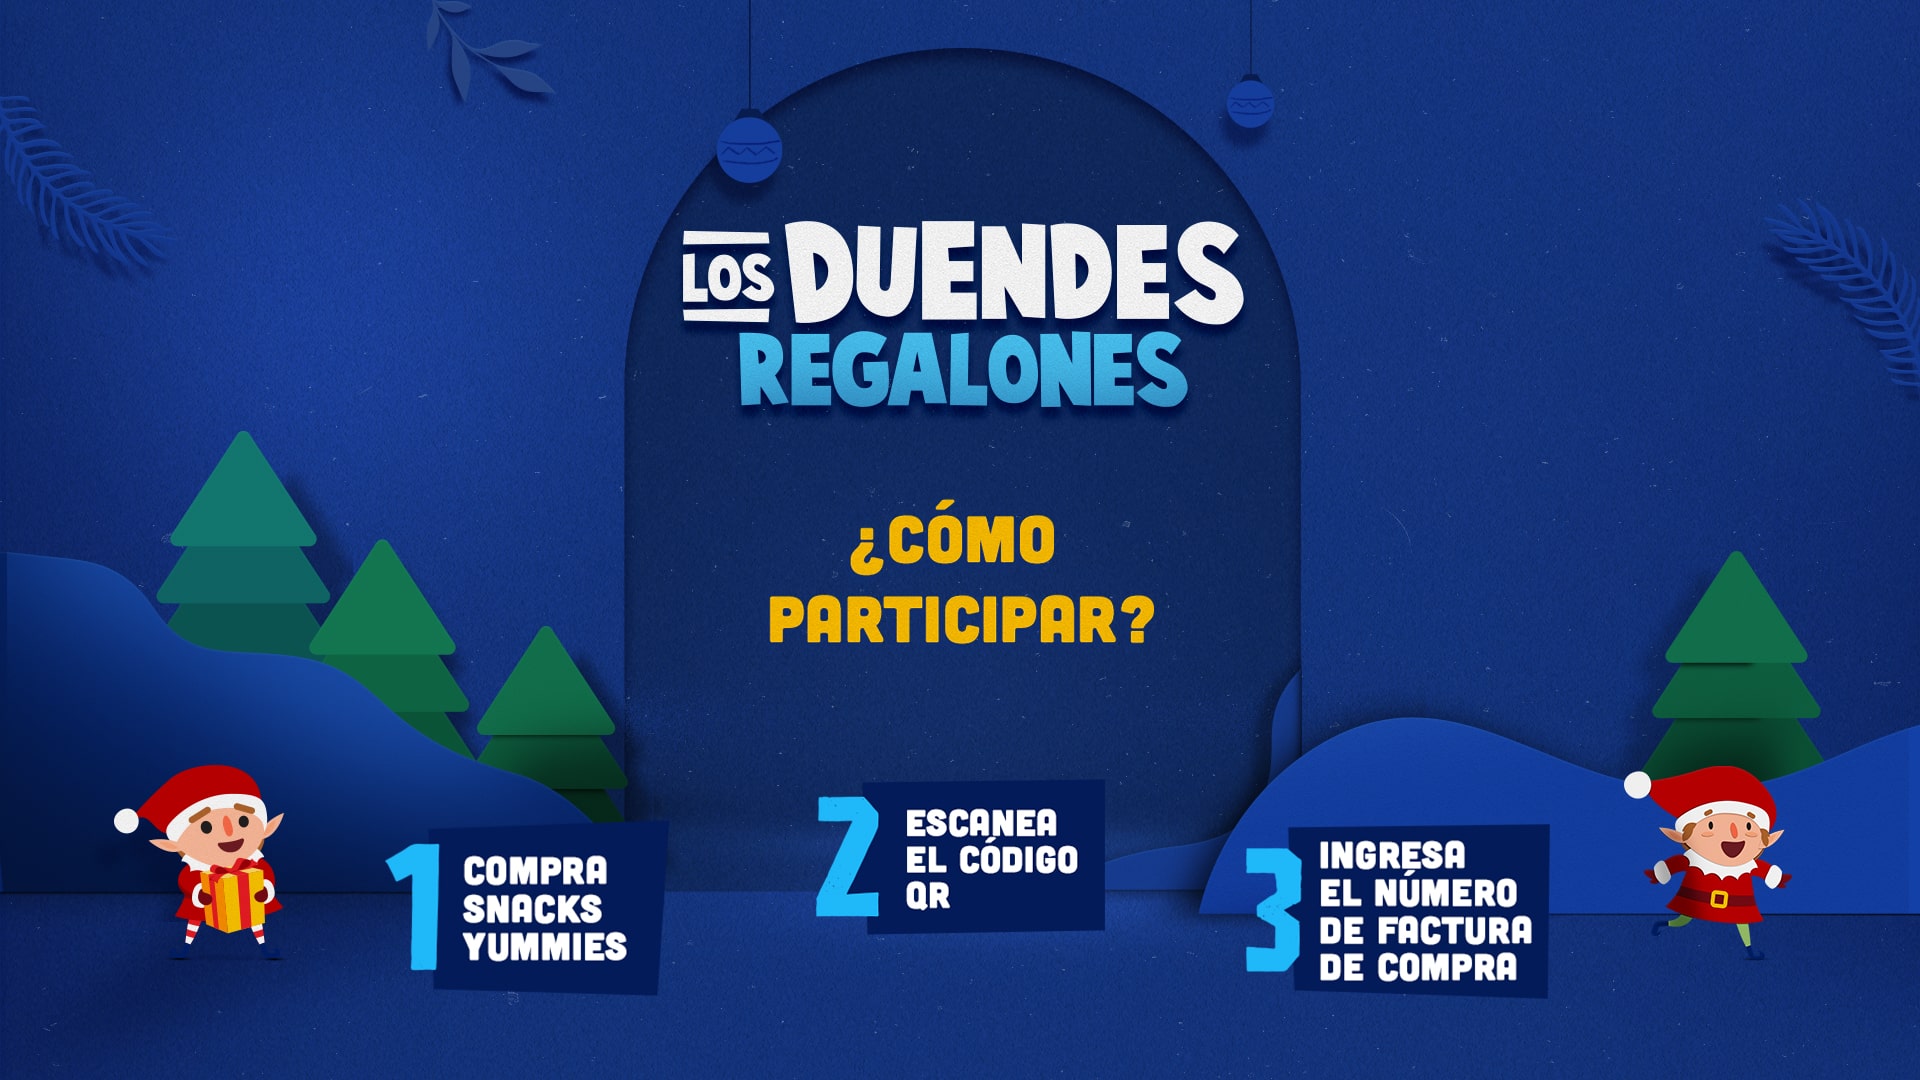 LOS DUENDES
REGALONES
¿CÓMO
PARTICIPAR?
1
COMPRA
SNACKS
YUMMIES
2
ESCANEA
EL CÓDIGO
QR
3
INGRESA
EL NÚMERO
DE FACTURA
DE COMPRA